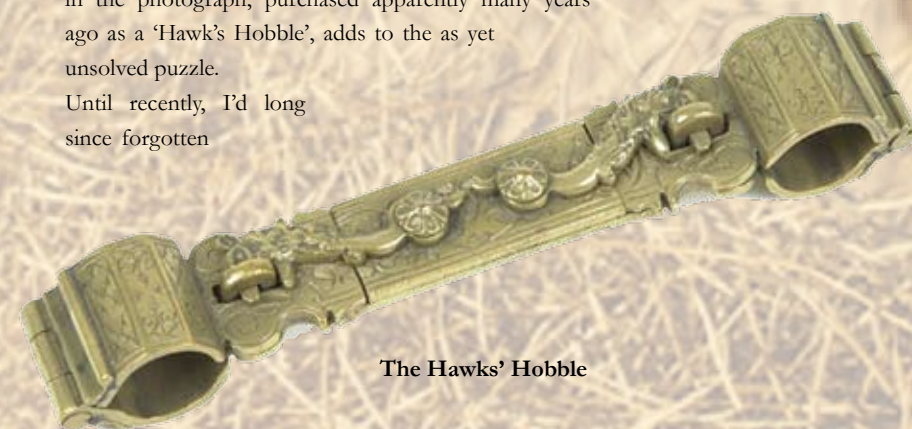 in the photograph, purchased apparently many years
ago as a ‘Hawk’s Hobble’, adds to the as yet
unsolved puzzle.
Until recently, I’d long
since forgotten
The Hawks’ Hobble